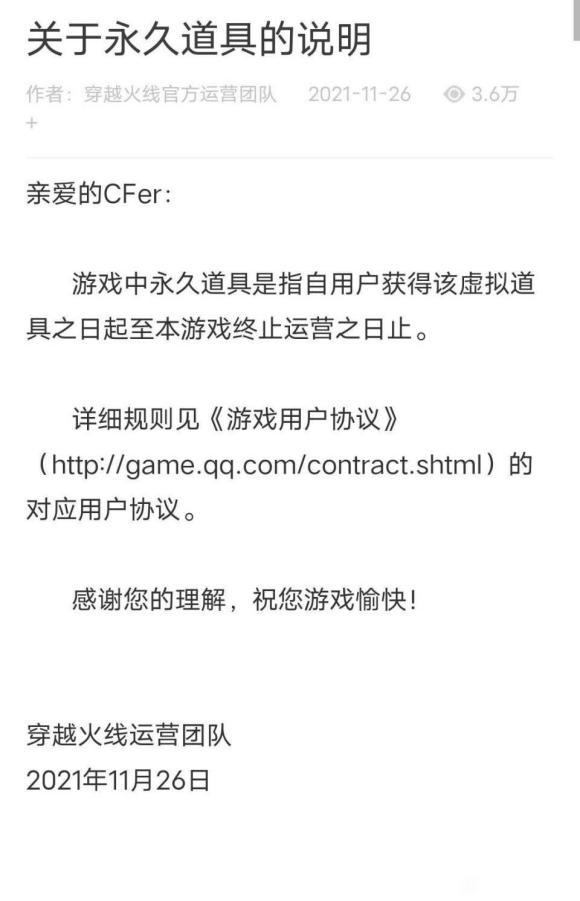 关于永久道具的说明
作者：穿越火线官方运营团队 2021-11-26 3.6万
+
亲爱的CFer：
游戏中永久道具是指自用户获得该虚拟道
具之日起至本游戏终止运营之日止。
详细规则见《游戏用户协议》
（http://game.qq.com/contract.shtml）的
对应用户协议。
感谢您的理解，祝您游戏愉快！
穿越火线运营团队
2021年11月26日